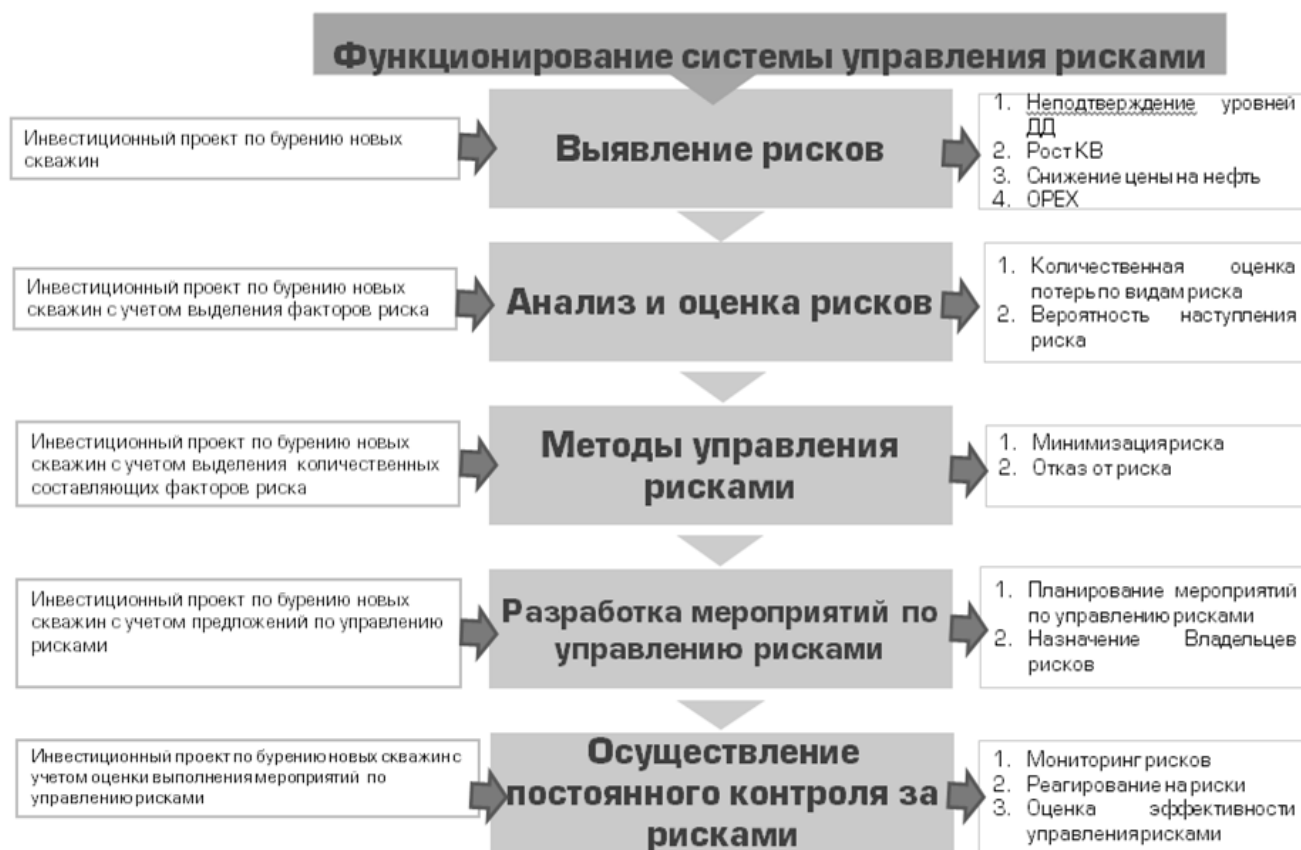 Функционирование системы управления рисками
Инвестиционный проект по бурению новых
скважин
Выявление рисков
1. Неподтверждение уровней
ДД
2. Рост КВ
3. Снижение цены на нефть
4. OPEX
Инвестиционный проект по бурению новых
скважин с учетом выделения факторов риска
Анализ и оценка рисков
1. Количественная оценка
потерь по видам риска
2. Вероятность наступления
риска
Инвестиционный проект по бурению новых
скважин с учетом выделения количественных
составляющих факторов риска
Методы управления
рисками
1. Минимизация риска
2. Отказ от риска
Инвестиционный проект по бурению новых
скважин с учетом предложений по управлению
рисками
Разработка мероприятий по
управлению рисками
1. Планирование мероприятий
по управлению рисками
2. Назначение Владельцев
рисков
Инвестиционный проект по бурению новых скважин с
учетом оценки выполнения мероприятий по
управлению рисками
Осуществление
постоянного контроля за
рисками
1. Мониторинг рисков
2. Реагирование на риски
3. Оценка эффективности
управления рисками